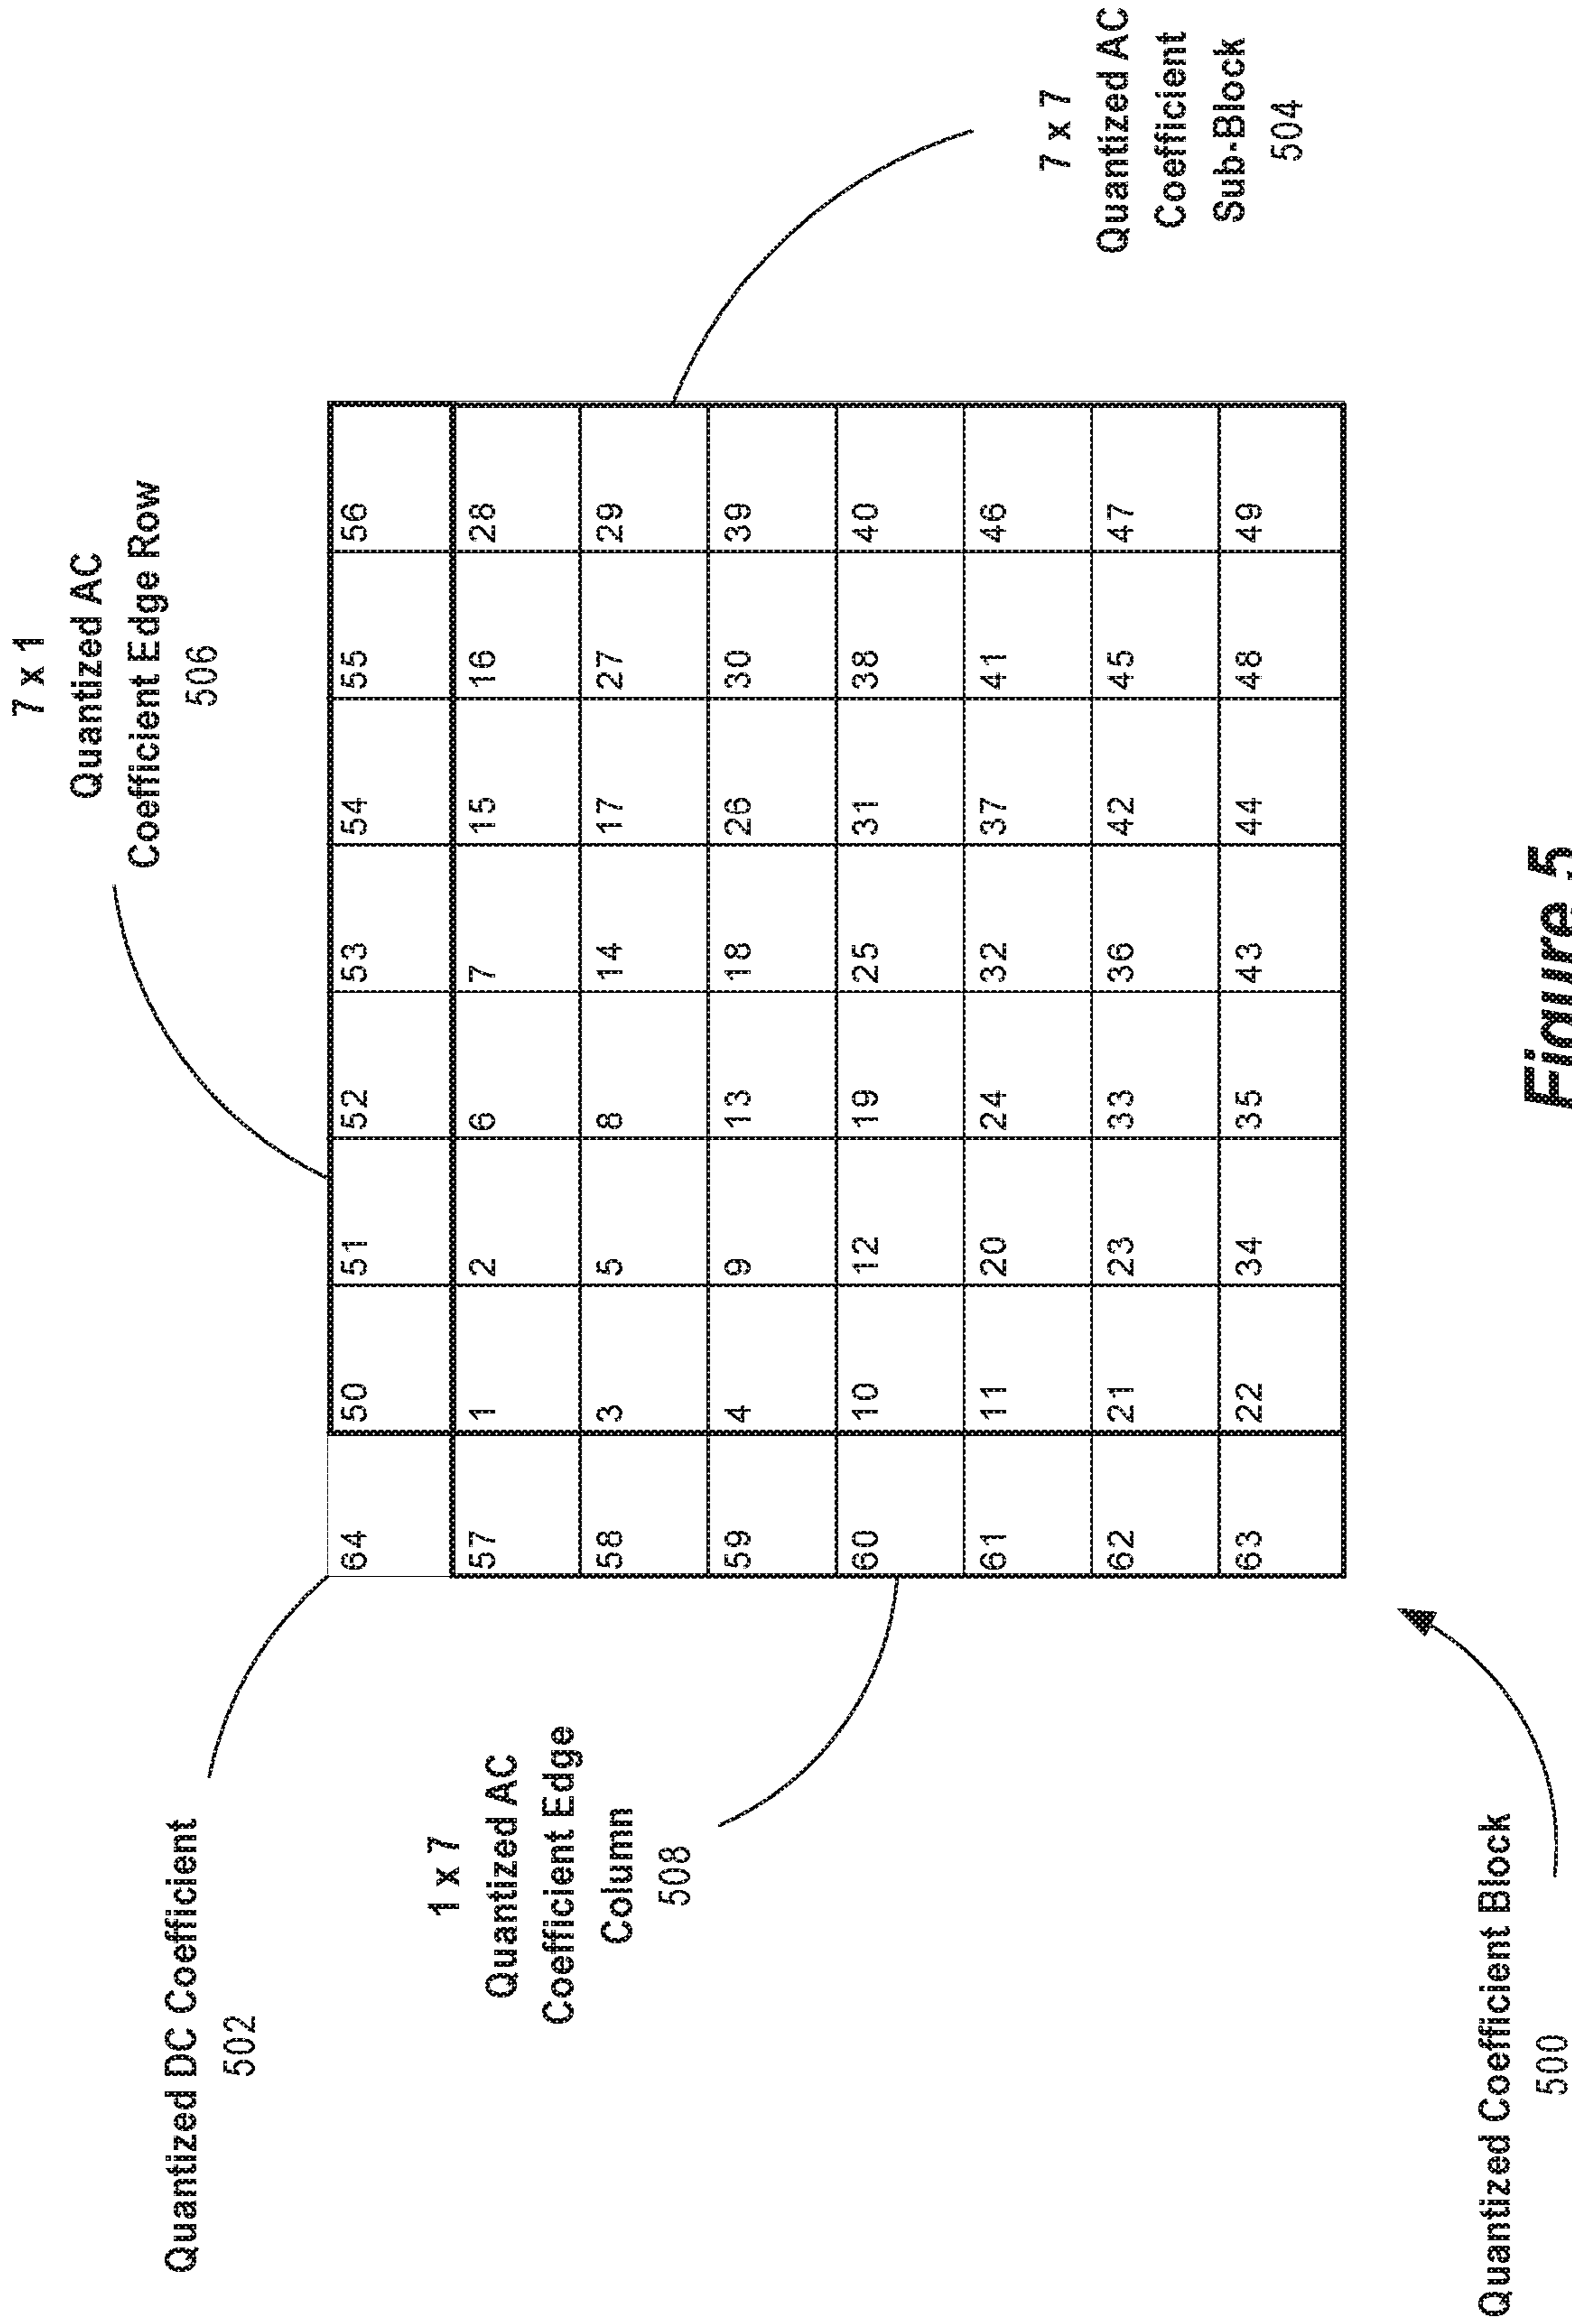 7 x 1
Quantized AC
Coefficient Edge Row
506
Quantized DC Coefficient
502
1 x 7
Quantized AC
Coefficient Edge
Column
508
64 50 51 52 53 54 55 56
57 1 2 6 7 15 16 28
58 3 5 8 14 17 27 29
59 4 9 13 18 26 30 39
60 10 12 19 25 31 38 40
61 11 20 24 32 37 41 46
62 21 23 33 36 42 45 47
63 22 34 35 43 44 48 49
7 x 7
Quantized AC
Coefficient
Sub-Block
504
Quantized Coefficient Block
500
Figure 5